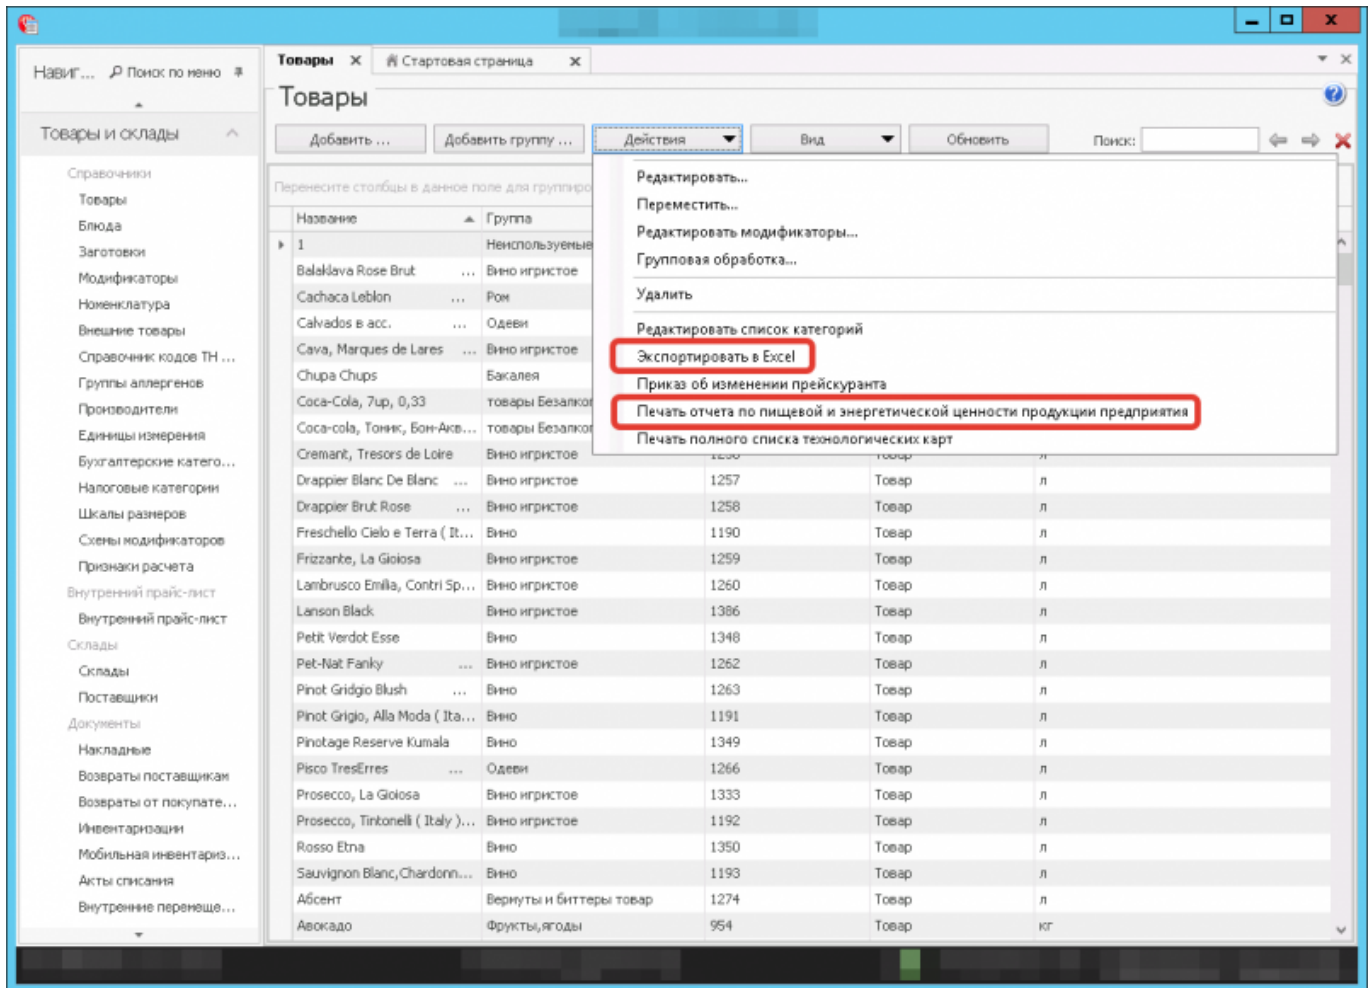 Навиг... Поиск по меню
Товары
Стартовая страница
Товары
Товары и склады
Добавить ...
Добавить группу ...
Действия
Вид
Обновить
Поиск:
Справочники
Товары
Блюда
Заготовки
Модификаторы
Номенклатура
Внешние товары
Справочник кодов ТН ...
Группы аллергенов
Производители
Единицы измерения
Бухгалтерские катего...
Налоговые категории
Шкалы размеров
Схемы модификаторов
Признаки расчета
Внутренний прайс-лист
Внутренний прайс-лист
Склады
Склады
Поставщики
Документы
Накладные
Возвраты поставщикам
Возвраты от покупате...
Инвентаризации
Мобильная инвентариз...
Акты списания
Внутренние перемеще...
Редактировать...
Переместить...
Редактировать модификаторы...
Групповая обработка...
Удалить
Редактировать список категорий
Экспортировать в Excel
Приказ об изменении прейскуранта
Печать отчета по пищевой и энергетической ценности продукции предприятия
Печать полного списка технологических карт
Перенесите столбцы в данное поле для группиро
Название Группа
1 Неиспользуемые
Balaklava Rose Brut ... Вино игристое
Cachaca Leblon ... Ром
Calvados в асс. ... Одеви
Cava, Marques de Lares ... Вино игристое
Chupa Chups Бакалея
Coca-Cola, 7up, 0,33 товары Безалког
Coca-cola, Тоник, Бон-Акв... товары Безалког
Cremant, Tresors de Loire Вино игристое 1256 Товар л
Drappier Blanc De Blanc ... Вино игристое 1257 Товар л
Drappier Brut Rose ... Вино игристое 1258 Товар л
Freschello Cielo e Terra ( It... Вино 1190 Товар л
Frizzante, La Gioiosa Вино игристое 1259 Товар л
Lambrusco Emilia, Contri Sp... Вино игристое 1260 Товар л
Lanson Black Вино игристое 1386 Товар л
Petit Verdot Esse Вино 1348 Товар л
Pet-Nat Fanky ... Вино игристое 1262 Товар л
Pinot Gridgio Blush ... Вино 1263 Товар л
Pinot Grigio, Alla Moda ( Ita... Вино 1191 Товар л
Pinotage Reserve Kumala Вино 1349 Товар л
Pisco TresErres ... Одеви 1266 Товар л
Prosecco, La Gioiosa Вино игристое 1333 Товар л
Prosecco, Tintonelli ( Italy )... Вино игристое 1192 Товар л
Rosso Etna Вино 1350 Товар л
Sauvignon Blanc,Chardonn... Вино 1193 Товар л
Абсент Вермуты и биттеры товар 1274 Товар л
Авокадо Фрукты,ягоды 954 Товар кг